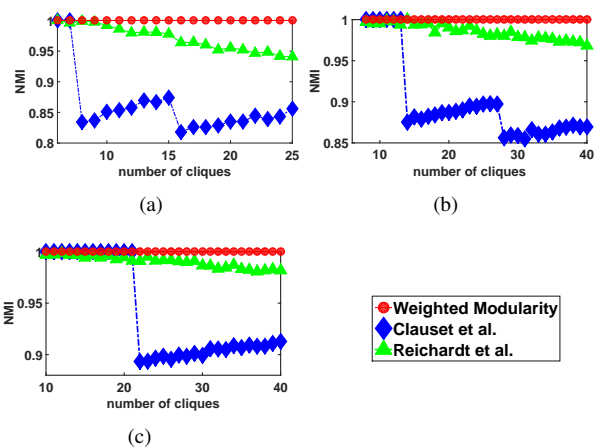 1
0.95
0.9
0.85
0.8
NMI
10
15
20
25
number of cliques
(a)
1
0.95
0.9
0.85
NMI
10
20
30
40
number of cliques
(b)
1
0.95
0.9
NMI
10
20
30
40
number of cliques
(c)
Weighted Modularity
Clauset et al.
Reichardt et al.